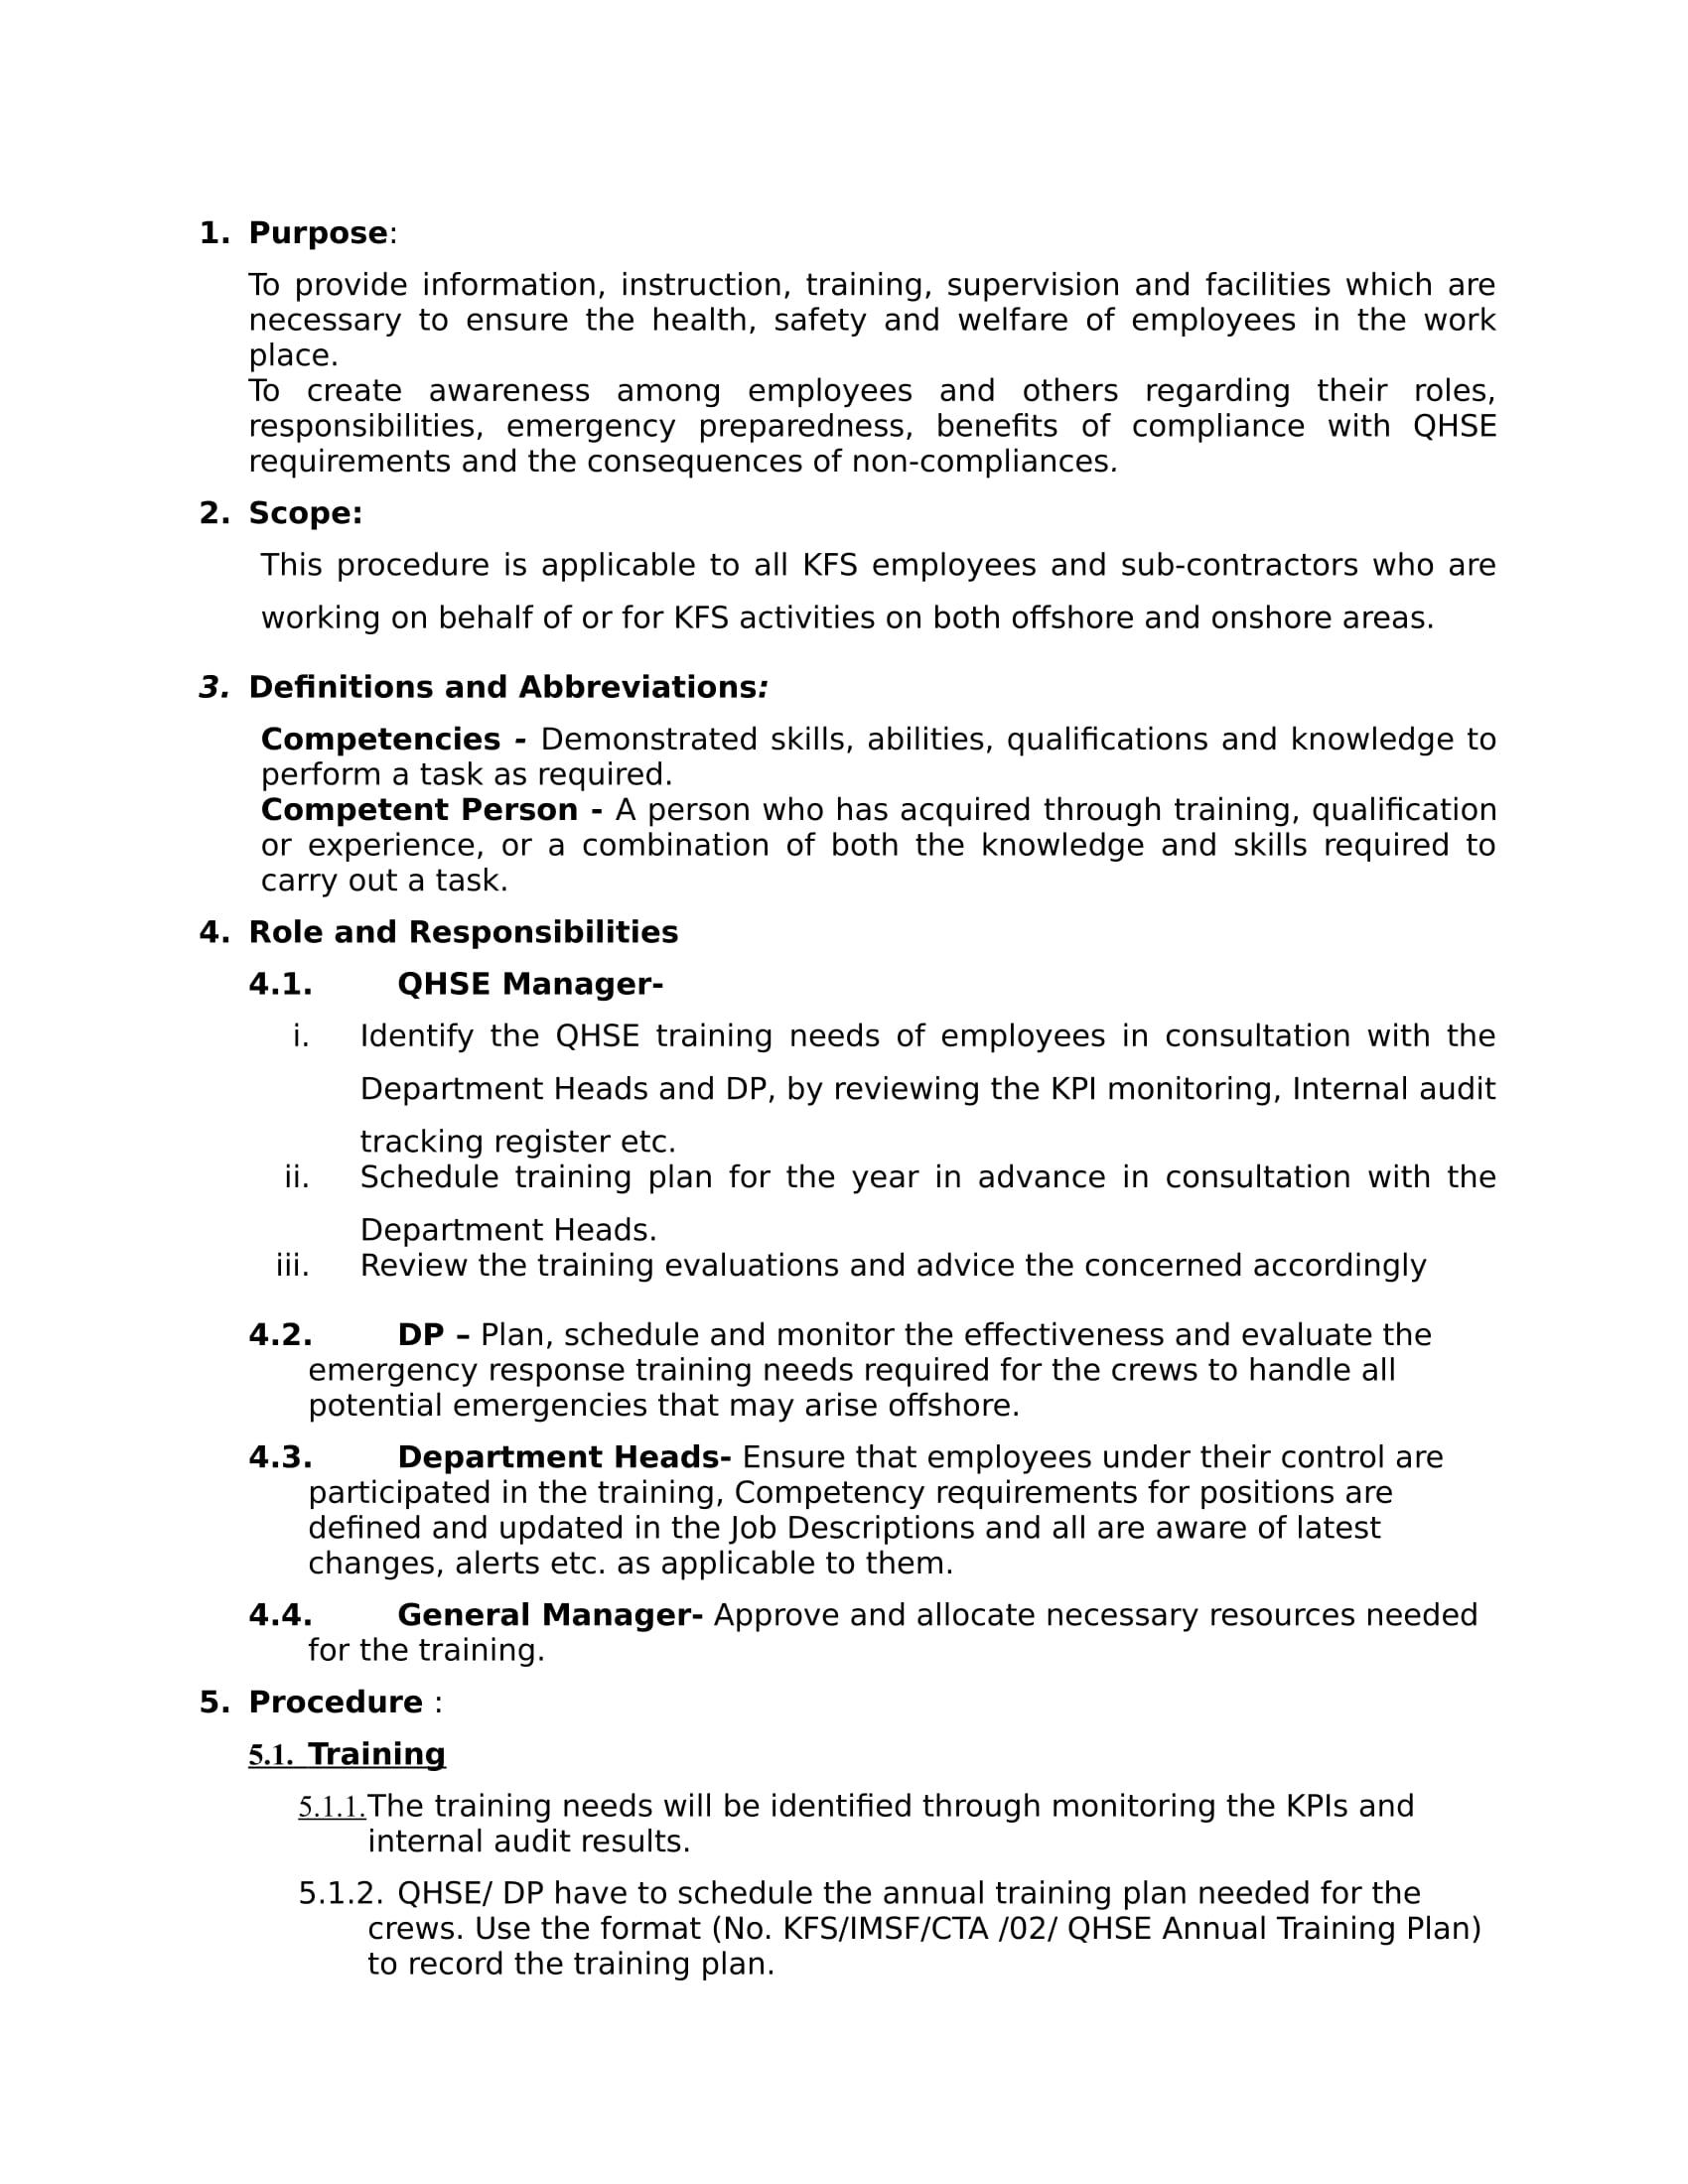 1. Purpose:
To provide information, instruction, training, supervision and facilities which are
necessary to ensure the health, safety and welfare of employees in the work
place.
To create awareness among employees and others regarding their roles,
responsibilities, emergency preparedness, benefits of compliance with QHSE
requirements and the consequences of non-compliances.
2. Scope:
This procedure is applicable to all KFS employees and sub-contractors who are
working on behalf of or for KFS activities on both offshore and onshore areas.
3. Definitions and Abbreviations:
Competencies - Demonstrated skills, abilities, qualifications and knowledge to
perform a task as required.
Competent Person - A person who has acquired through training, qualification
or experience, or a combination of both the knowledge and skills required to
carry out a task.
4. Role and Responsibilities
4.1. QHSE Manager-
i. Identify the QHSE training needs of employees in consultation with the
Department Heads and DP, by reviewing the KPI monitoring, Internal audit
tracking register etc.
ii. Schedule training plan for the year in advance in consultation with the
Department Heads.
iii. Review the training evaluations and advice the concerned accordingly
4.2. DP – Plan, schedule and monitor the effectiveness and evaluate the
emergency response training needs required for the crews to handle all
potential emergencies that may arise offshore.
4.3. Department Heads- Ensure that employees under their control are
participated in the training, Competency requirements for positions are
defined and updated in the Job Descriptions and all are aware of latest
changes, alerts etc. as applicable to them.
4.4. General Manager- Approve and allocate necessary resources needed
for the training.
5. Procedure :
5.1. Training
5.1.1.The training needs will be identified through monitoring the KPIs and
internal audit results.
5.1.2. QHSE/ DP have to schedule the annual training plan needed for the
crews. Use the format (No. KFS/IMSF/CTA /02/ QHSE Annual Training Plan)
to record the training plan.